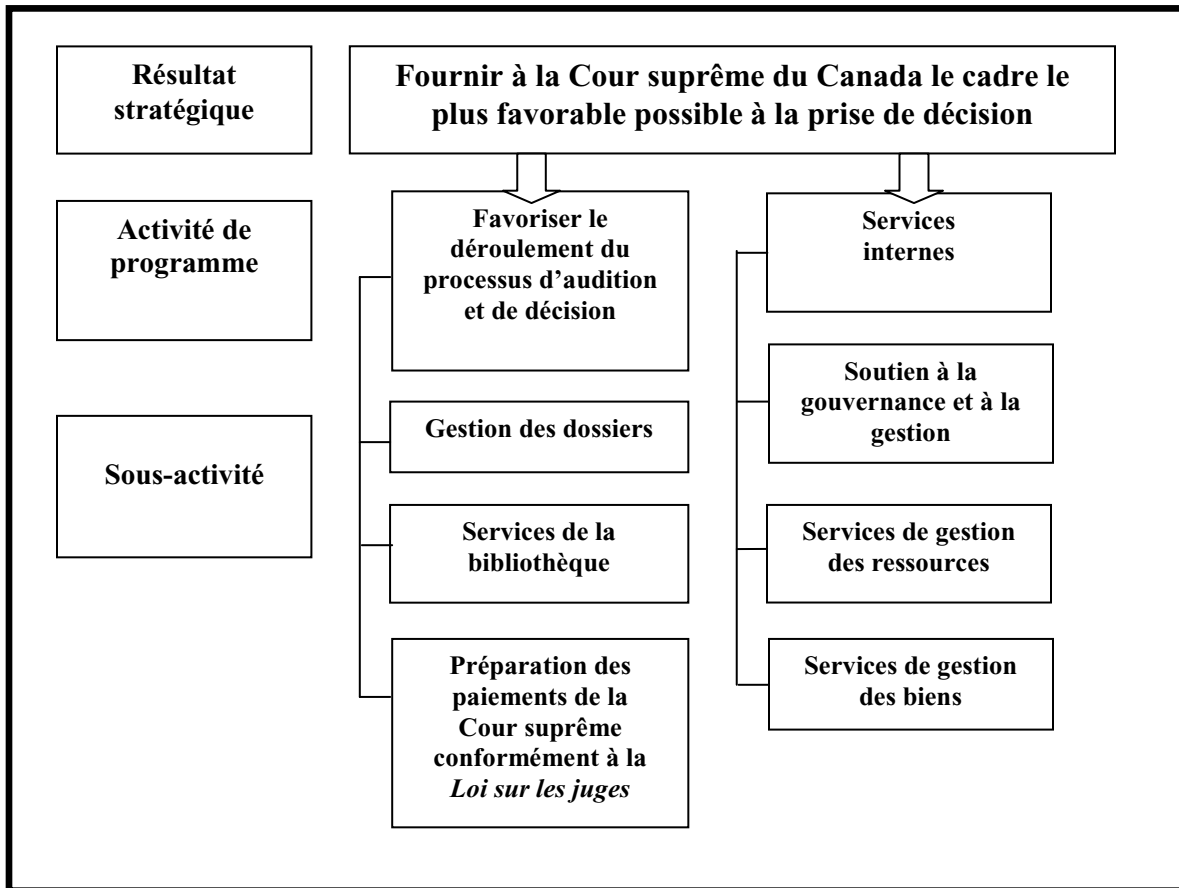 Résultat
stratégique
Fournir à la Cour suprême du Canada le cadre le
plus favorable possible à la prise de décision
Activité de
programme
Favoriser le
déroulement du
processus d'audition
et de décision
Services
internes
Sous-activité
Gestion des dossiers
Services de la
bibliothèque
Préparation des
paiements de la
Cour suprême
conformément à la
Loi sur les juges
Soutien à la
gouvernance et à la
gestion
Services de gestion
des ressources
Services de gestion
des biens